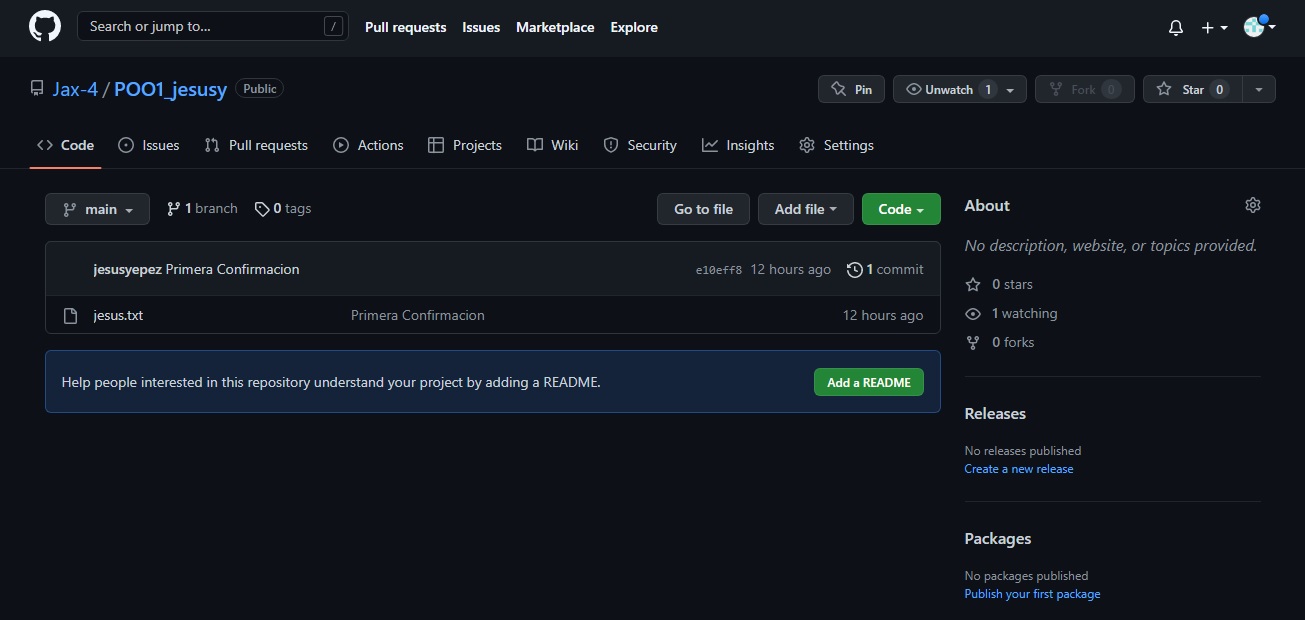 Search or jump to... /
Pull requests Issues Marketplace Explore
Jax-4 / POO1_jesusy Public
Pin Unwatch 1 Fork 0 Star 0
Code Issues Pull requests Actions Projects Wiki Security Insights Settings
main 1 branch 0 tags Go to file Add file Code
jesusyepez Primera Confirmacion e10eff8 12 hours ago 1 commit
jesus.txt Primera Confirmacion 12 hours ago
Help people interested in this repository understand your project by adding a README. Add a README
About
No description, website, or topics provided.
0 stars
1 watching
0 forks
Releases
No releases published
Create a new release
Packages
No packages published
Publish your first package